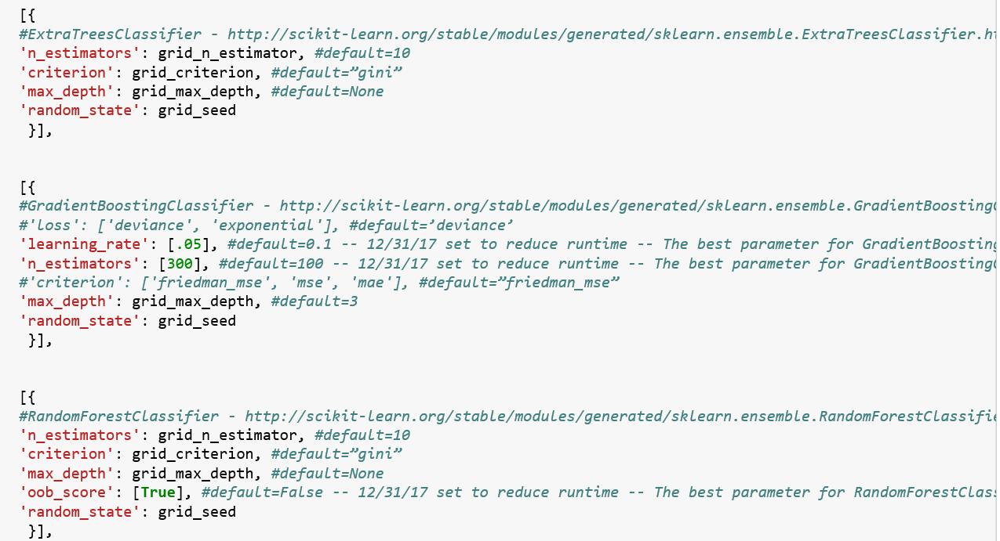 [{
#ExtraTreesClassifier - http://scikit-learn.org/stable/modules/generated/sklearn.ensemble.ExtraTreesClassifier.ht
'n_estimators': grid_n_estimator, #default=10
'criterion': grid_criterion, #default=”gini”
'max_depth': grid_max_depth, #default=None
'random_state': grid_seed
}],
[{
#GradientBoostingClassifier - http://scikit-learn.org/stable/modules/generated/sklearn.ensemble.GradientBoosting
#'loss': ['deviance', 'exponential'], #default=’deviance’
'learning_rate': [.05], #default=0.1 -- 12/31/17 set to reduce runtime -- The best parameter for GradientBoosting
'n_estimators': [300], #default=100 -- 12/31/17 set to reduce runtime -- The best parameter for GradientBoosting
#'criterion': ['friedman_mse', 'mse', 'mae'], #default=”friedman_mse”
'max_depth': grid_max_depth, #default=3
'random_state': grid_seed
}],
[{
#RandomForestClassifier - http://scikit-learn.org/stable/modules/generated/sklearn.ensemble.RandomForestClassifie
'n_estimators': grid_n_estimator, #default=10
'criterion': grid_criterion, #default=”gini”
'max_depth': grid_max_depth, #default=None
'oob_score': [True], #default=False -- 12/31/17 set to reduce runtime -- The best parameter for RandomForestClass
'random_state': grid_seed
}],